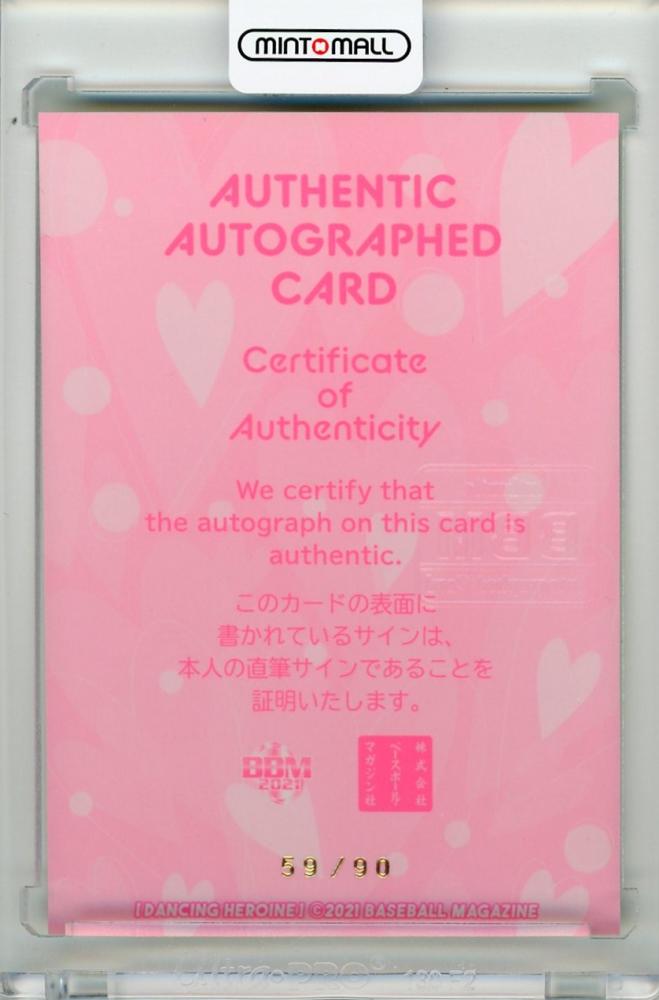 MINTMALL
AUTHENTIC
AUTOGRAPHED
CARD
Certificate
of
Authenticity
We certify that
the autograph on this card is
authentic.
このカードの表面に
書かれているサインは、
本人の直筆サインであることを
証明いたします。
BBM
2021
株式会社
ベースボール・
マガジン社
59/90
[DANCING HEROINE] ©2021 BASEBALL MAGAZINE